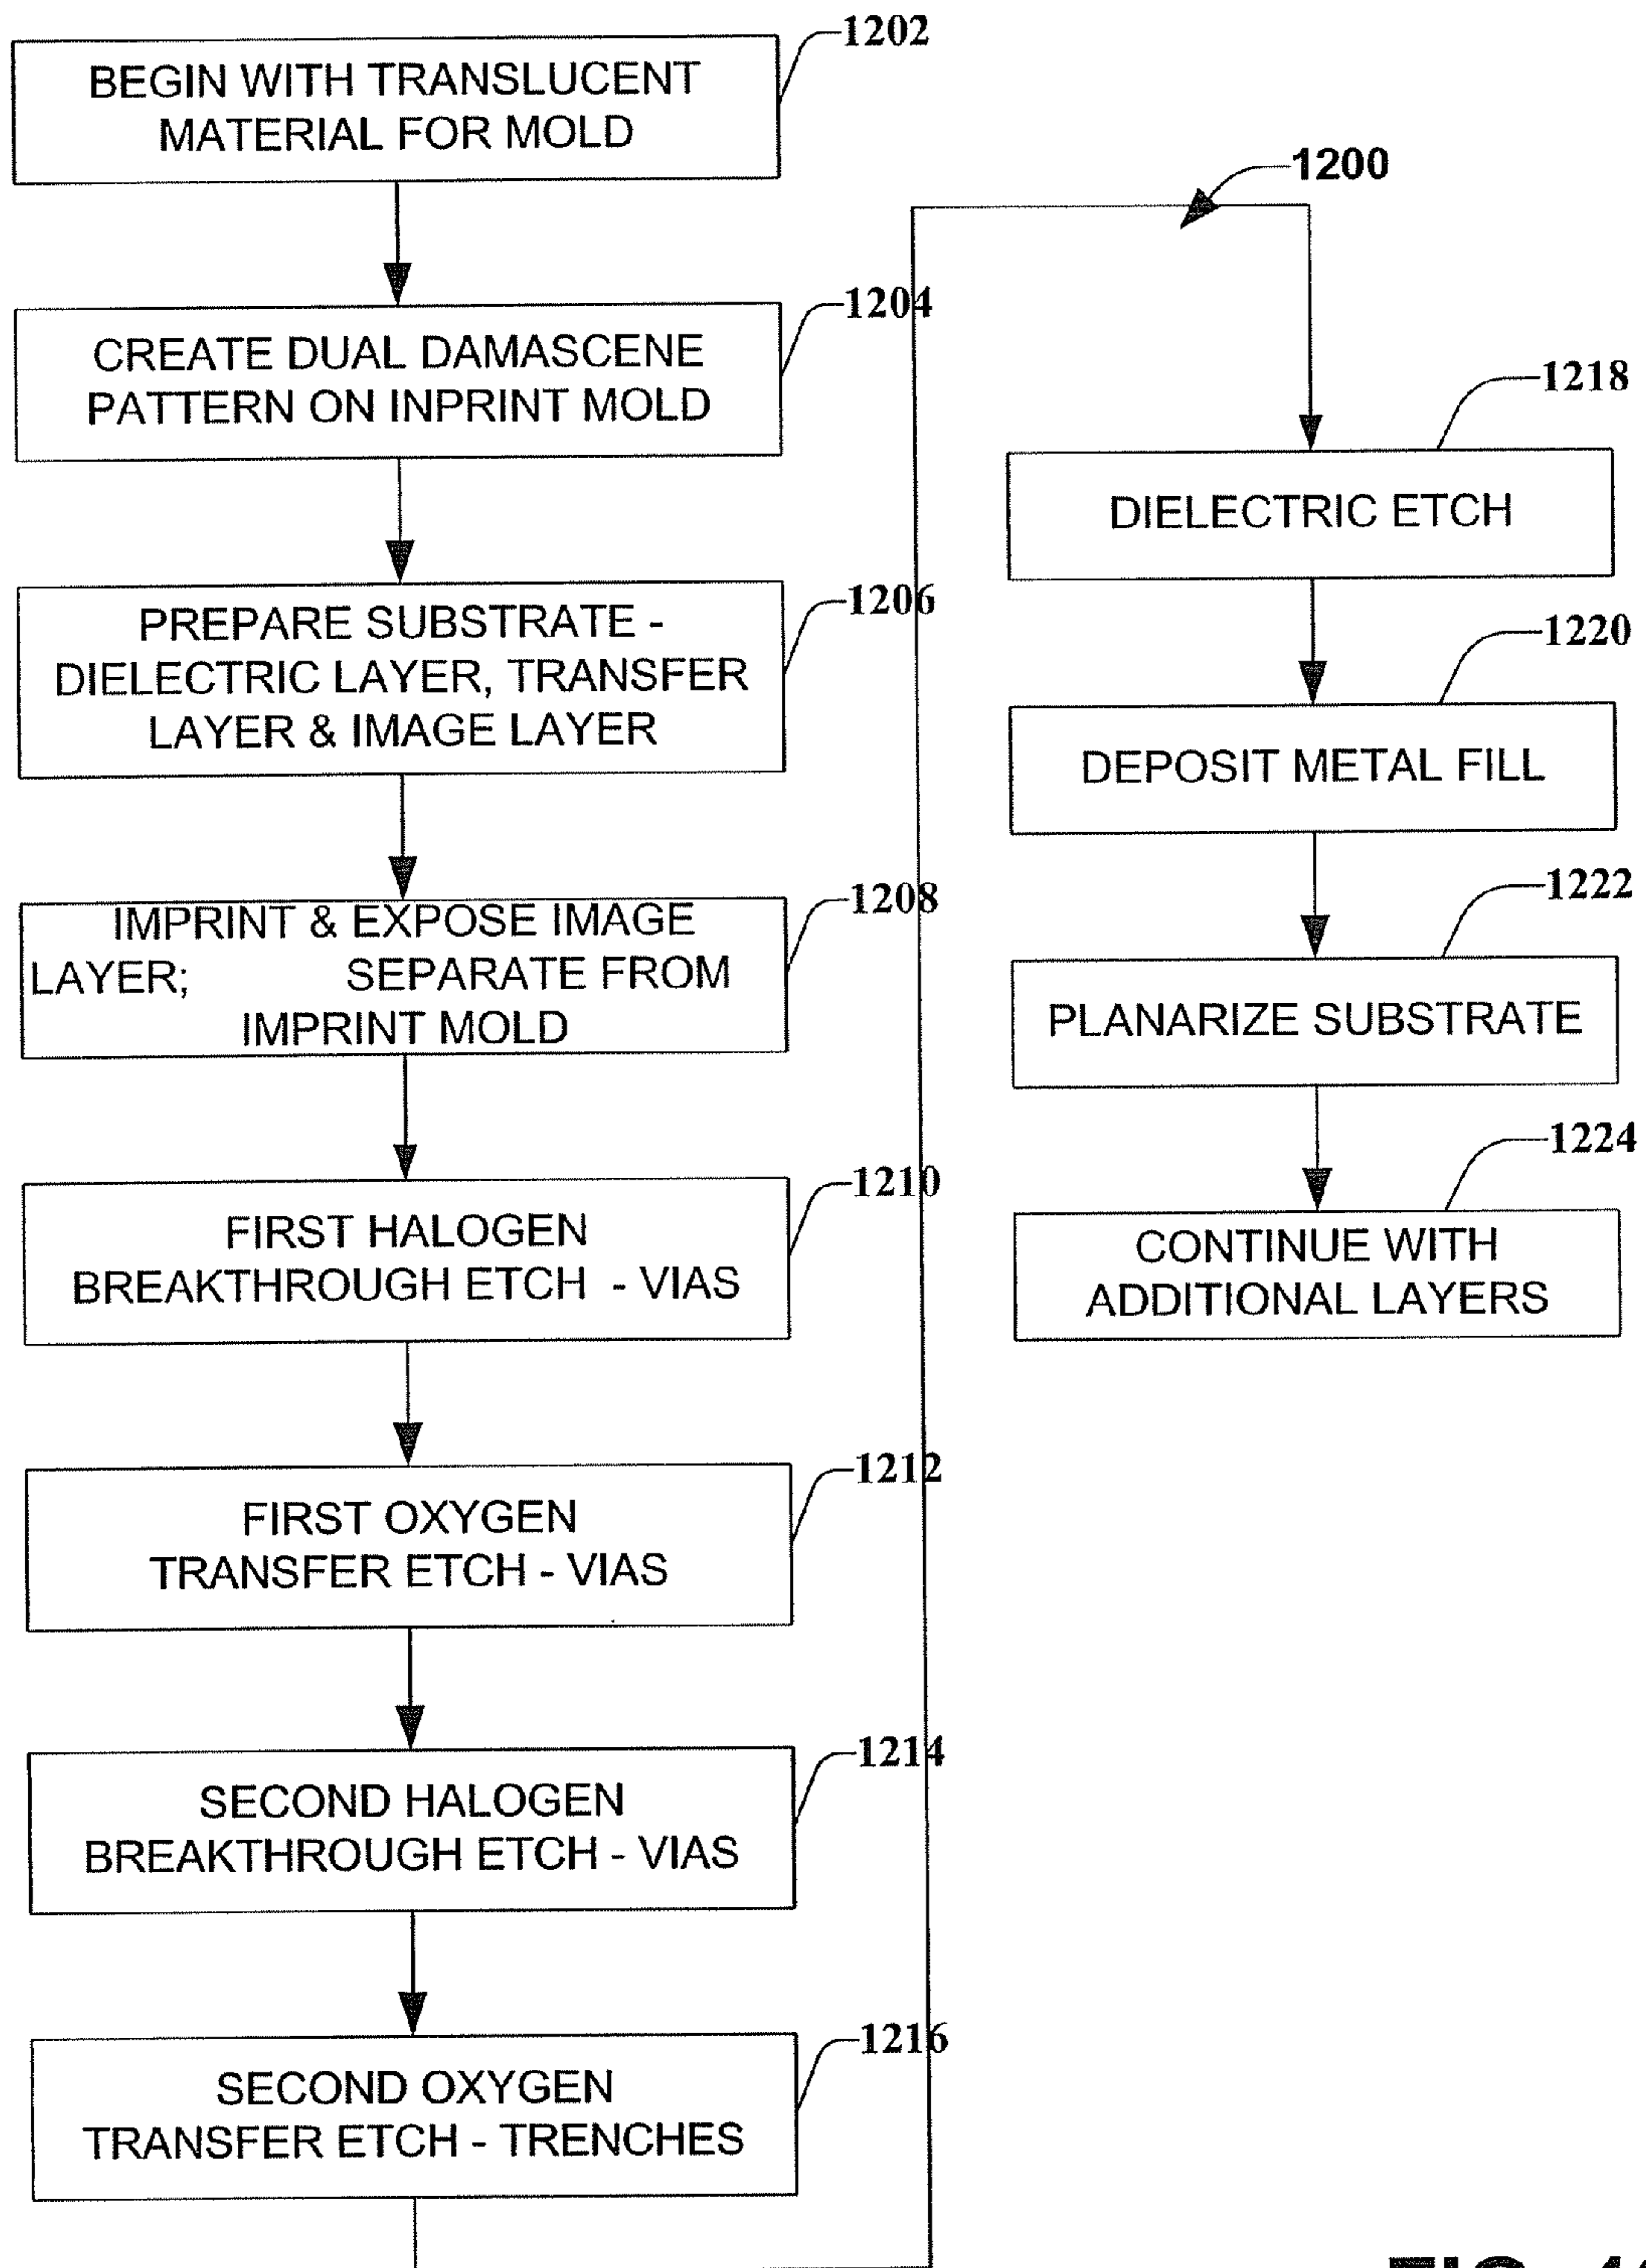 1202
BEGIN WITH TRANSLUCENT
MATERIAL FOR MOLD
1204
CREATE DUAL DAMASCENE
PATTERN ON INPRINT MOLD
1206
PREPARE SUBSTRATE -
DIELECTRIC LAYER, TRANSFER
LAYER & IMAGE LAYER
1208
IMPRINT & EXPOSE IMAGE
LAYER; SEPARATE FROM
IMPRINT MOLD
1210
FIRST HALOGEN
BREAKTHROUGH ETCH - VIAS
1212
FIRST OXYGEN
TRANSFER ETCH - VIAS
1214
SECOND HALOGEN
BREAKTHROUGH ETCH - VIAS
1216
SECOND OXYGEN
TRANSFER ETCH - TRENCHES
1200
1218
DIELECTRIC ETCH
1220
DEPOSIT METAL FILL
1222
PLANARIZE SUBSTRATE
1224
CONTINUE WITH
ADDITIONAL LAYERS